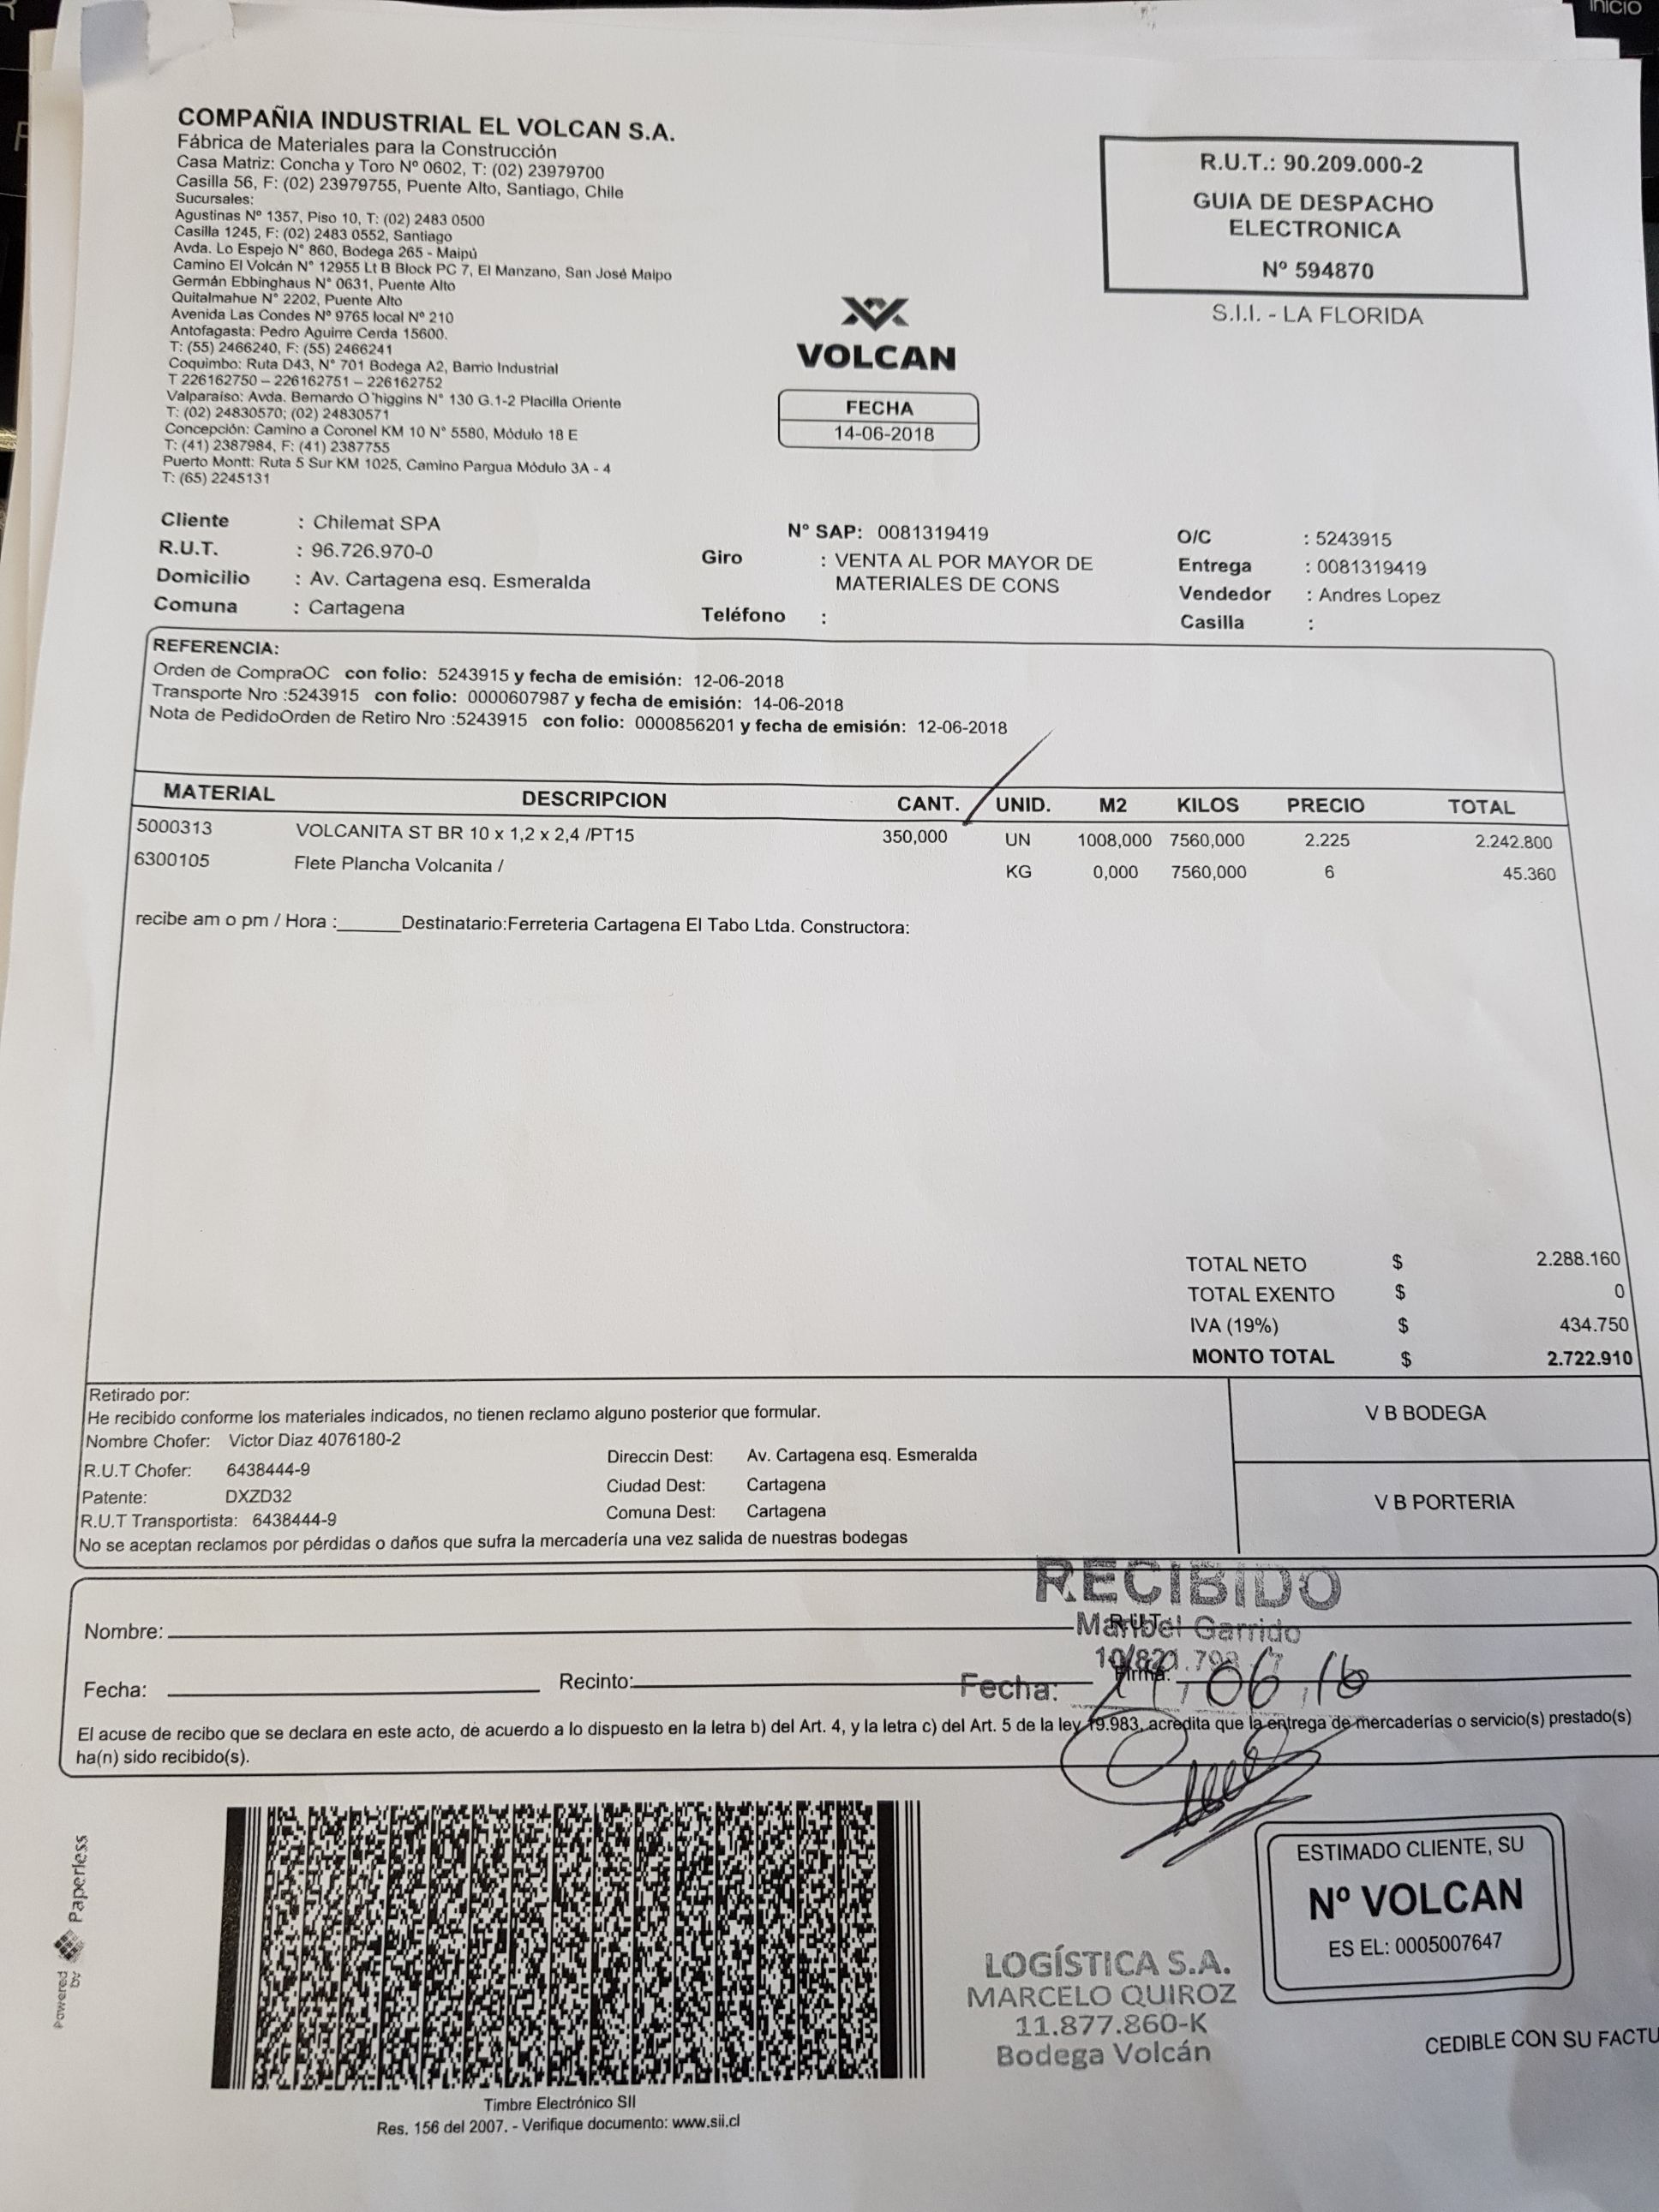 INICIO
COMPAÑIA INDUSTRIAL EL VOLCAN S.A.
Fábrica de Materiales para la Construcción
Casa Matriz: Concha y Toro Nº 0602, T: (02) 23979700
Casilla 56, F: (02) 23979755, Puente Alto, Santiago, Chile
Sucursales:
Agustinas Nº 1357, Piso 10, T: (02) 2483 0500
Casilla 1245, F: (02) 2483 0552, Santiago
Avda. Lo Espejo N° 860, Bodega 265 - Maipú
Camino El Volcán N° 12955 Lt B Block PC 7, El Manzano, San José Maipo
Germán Ebbinghaus N° 0631, Puente Alto
Quitalmahue N° 2202, Puente Alto
Avenida Las Condes Nº 9765 local Nº 210
Antofagasta: Pedro Aguirre Cerda 15600.
T: (55) 2466240, F: (55) 2466241
Coquimbo: Ruta D43, N° 701 Bodega A2, Barrio Industrial
T 226162750 – 226162751 – 226162752
Valparaíso: Avda. Bernardo O'higgins N° 130 G.1-2 Placilla Oriente
T: (02) 24830570; (02) 24830571
Concepción: Camino a Coronel KM 10 N° 5580, Módulo 18 E
T: (41) 2387984, F: (41) 2387755
Puerto Montt: Ruta 5 Sur KM 1025, Camino Pargua Módulo 3A - 4
T: (65) 2245131
R.U.T.: 90.209.000-2
GUIA DE DESPACHO
ELECTRONICA
Nº 594870
S.I.I. - LA FLORIDA
VOLCAN
FECHA
14-06-2018
Cliente : Chilemat SPA
R.U.T. : 96.726.970-0
Domicilio : Av. Cartagena esq. Esmeralda
Comuna : Cartagena
N° SAP: 0081319419
Giro : VENTA AL POR MAYOR DE
MATERIALES DE CONS
Teléfono :
O/C : 5243915
Entrega : 0081319419
Vendedor : Andres Lopez
Casilla :
REFERENCIA:
Orden de CompraOC con folio: 5243915 y fecha de emisión: 12-06-2018
Transporte Nro :5243915 con folio: 0000607987 y fecha de emisión: 14-06-2018
Nota de PedidoOrden de Retiro Nro :5243915 con folio: 0000856201 y fecha de emisión: 12-06-2018
MATERIAL DESCRIPCION CANT. UNID. M2 KILOS PRECIO TOTAL
5000313 VOLCANITA ST BR 10 x 1,2 x 2,4 /PT15 350,000 UN 1008,000 7560,000 2.225 2.242.800
6300105 Flete Plancha Volcanita / KG 0,000 7560,000 6 45.360
recibe am o pm / Hora :______Destinatario:Ferreteria Cartagena El Tabo Ltda. Constructora:
TOTAL NETO $ 2.288.160
TOTAL EXENTO $ 0
IVA (19%) $ 434.750
MONTO TOTAL $ 2.722.910
Retirado por:
He recibido conforme los materiales indicados, no tienen reclamo alguno posterior que formular.
Nombre Chofer: Victor Diaz 4076180-2
R.U.T Chofer: 6438444-9
Patente: DXZD32
R.U.T Transportista: 6438444-9
Direccin Dest: Av. Cartagena esq. Esmeralda
Ciudad Dest: Cartagena
Comuna Dest: Cartagena
No se aceptan reclamos por pérdidas o daños que sufra la mercadería una vez salida de nuestras bodegas
V B BODEGA
V B PORTERIA
RECIBIDO
Nombre: R.U.T.
Maribel Garrido
Fecha: Recinto: Firma:
Fecha:
El acuse de recibo que se declara en este acto, de acuerdo a lo dispuesto en la letra b) del Art. 4, y la letra c) del Art. 5 de la ley 19.983, acredita que la entrega de mercaderías o servicio(s) prestado(s)
ha(n) sido recibido(s).
Powered by Paperless
Timbre Electrónico SII
Res. 156 del 2007. - Verifique documento: www.sii.cl
LOGÍSTICA S.A.
MARCELO QUIROZ
11.877.860-K
Bodega Volcán
ESTIMADO CLIENTE, SU
Nº VOLCAN
ES EL: 0005007647
CEDIBLE CON SU FACTU